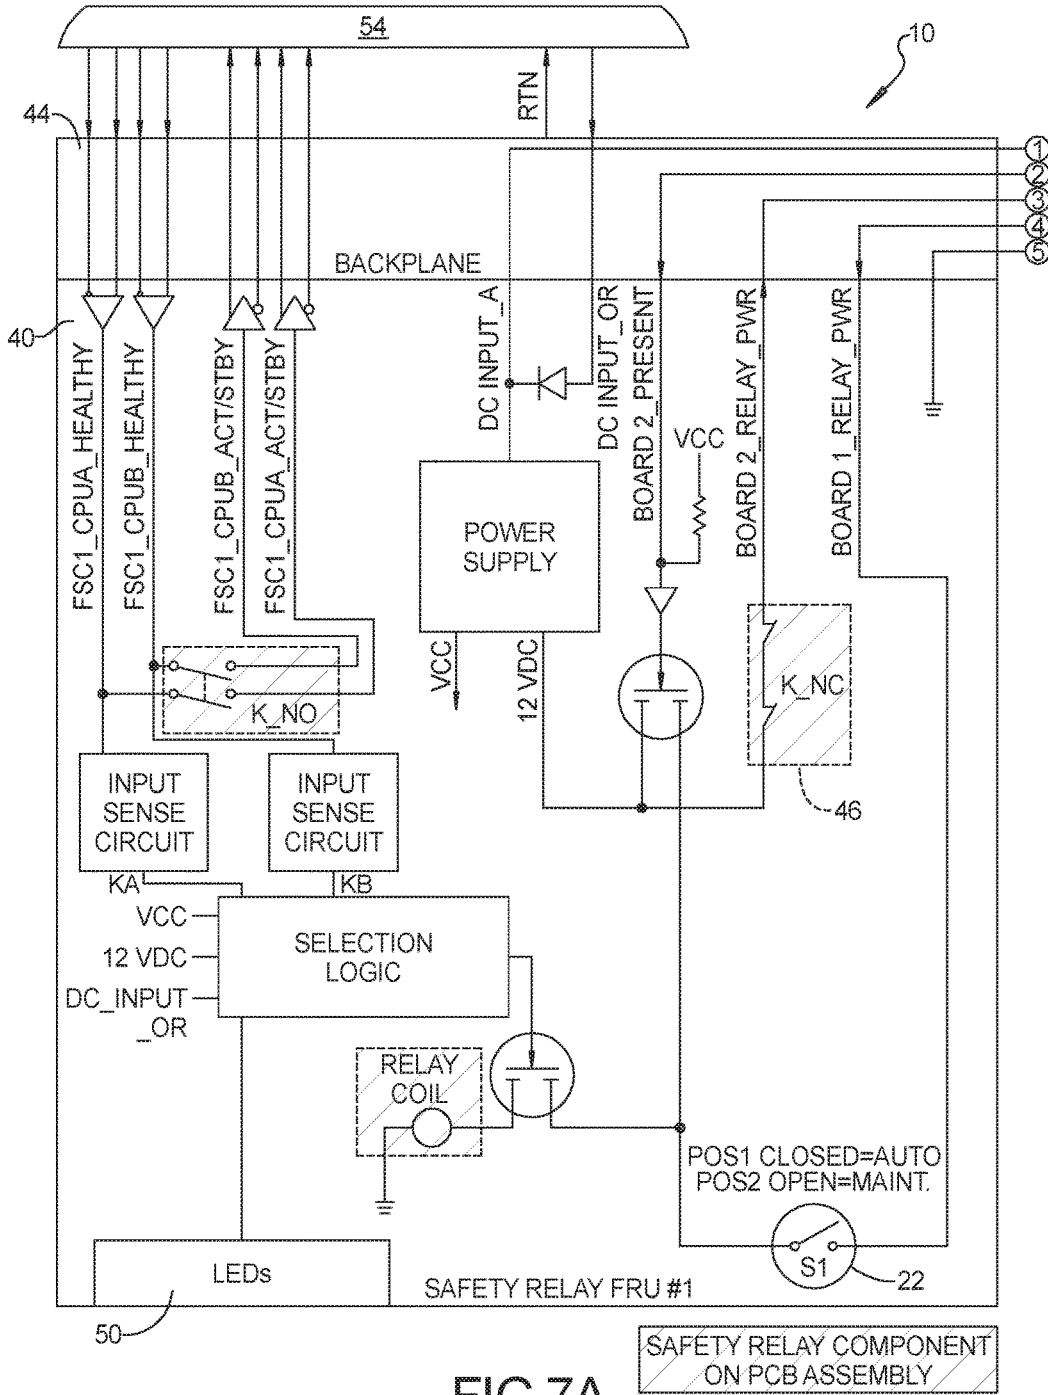 54
10
44
RTN
1
2
3
4
5
BACKPLANE
40
FSC1_CPUA_HEALTHY
FSC1_CPUB_HEALTHY
FSC1_CPUB_ACT/STBY
FSC1_CPUA_ACT/STBY
DC INPUT_A
DC INPUT_OR
BOARD 2_PRESENT
VCC
BOARD 2_RELAY_PWR
BOARD 1_RELAY_PWR
POWER
SUPPLY
VCC
12 VDC
K_NO
K_NC
46
INPUT
SENSE
CIRCUIT
INPUT
SENSE
CIRCUIT
KA
KB
VCC
12 VDC
DC_INPUT
_OR
SELECTION
LOGIC
RELAY
COIL
POS1 CLOSED=AUTO
POS2 OPEN=MAINT.
S1
22
LEDs
SAFETY RELAY FRU #1
50
SAFETY RELAY COMPONENT
ON PCB ASSEMBLY
FIG.7A